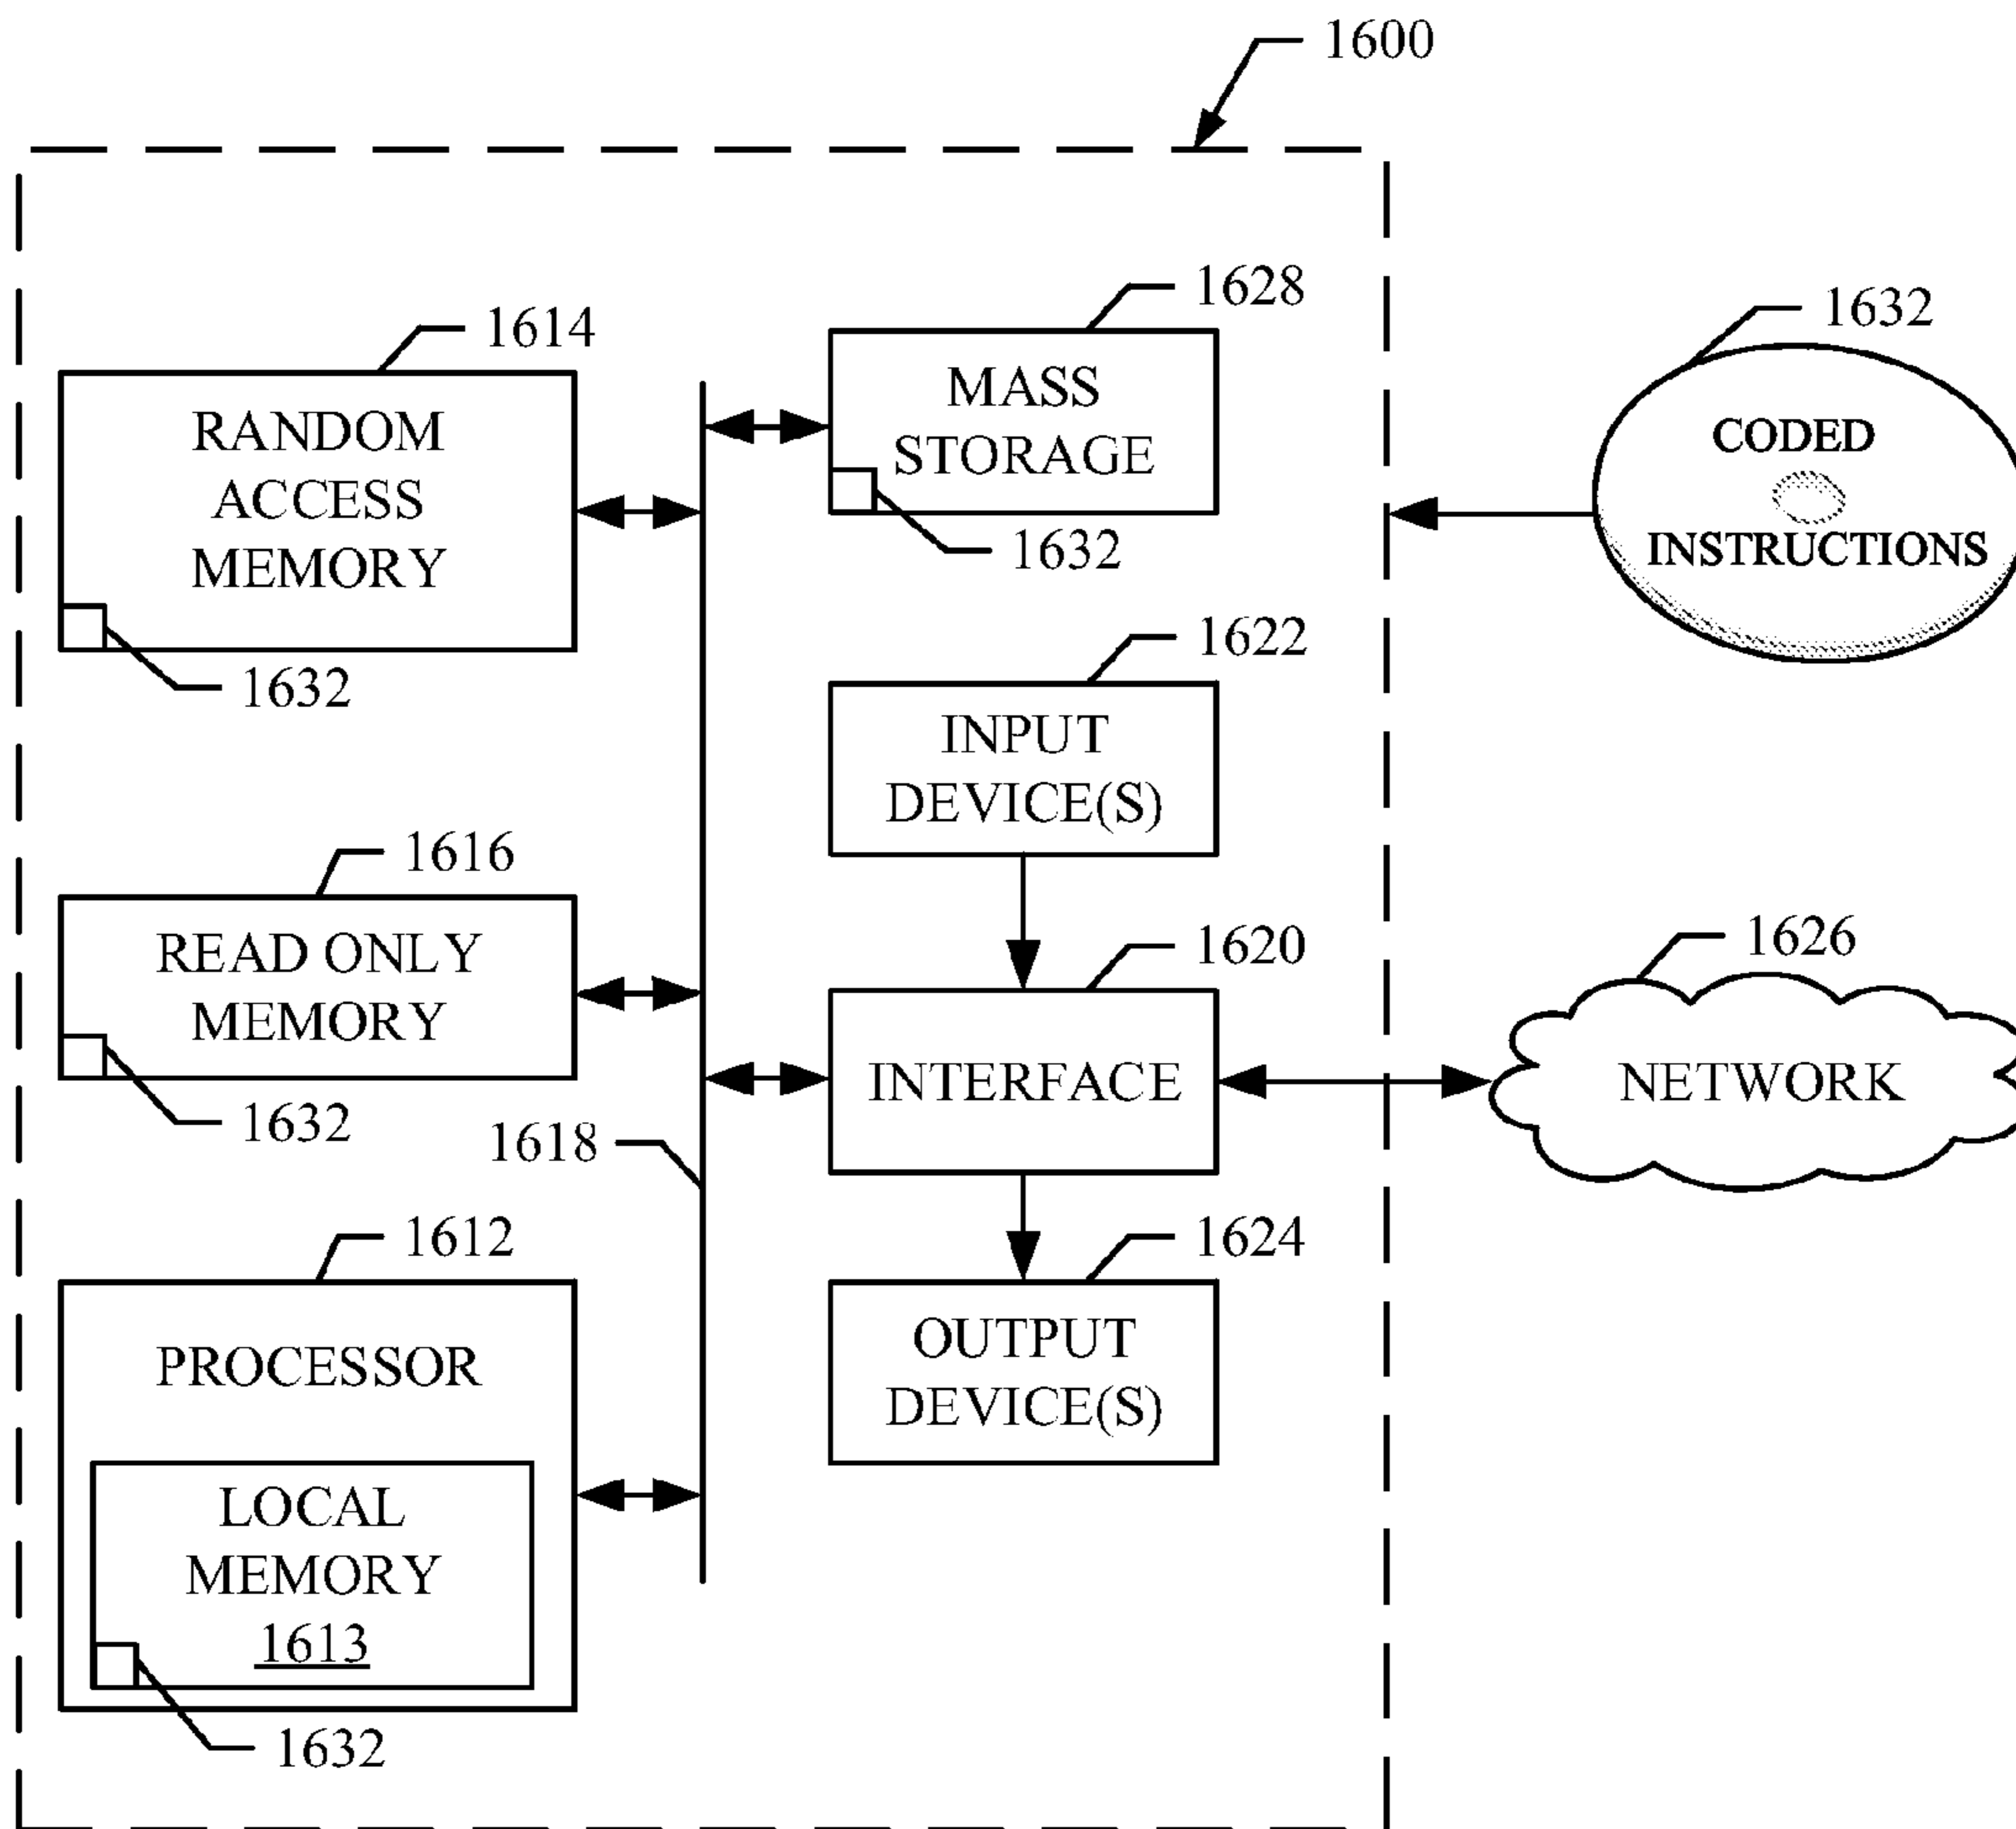 1600
1628
1614
1632
MASS
STORAGE
RANDOM
ACCESS
MEMORY
CODED
INSTRUCTIONS
1632
1632
1622
INPUT
DEVICE(S)
1616
READ ONLY
MEMORY
1620
1626
INTERFACE
NETWORK
1632
1618
1612
1624
PROCESSOR
OUTPUT
DEVICE(S)
LOCAL
MEMORY
1613
1632